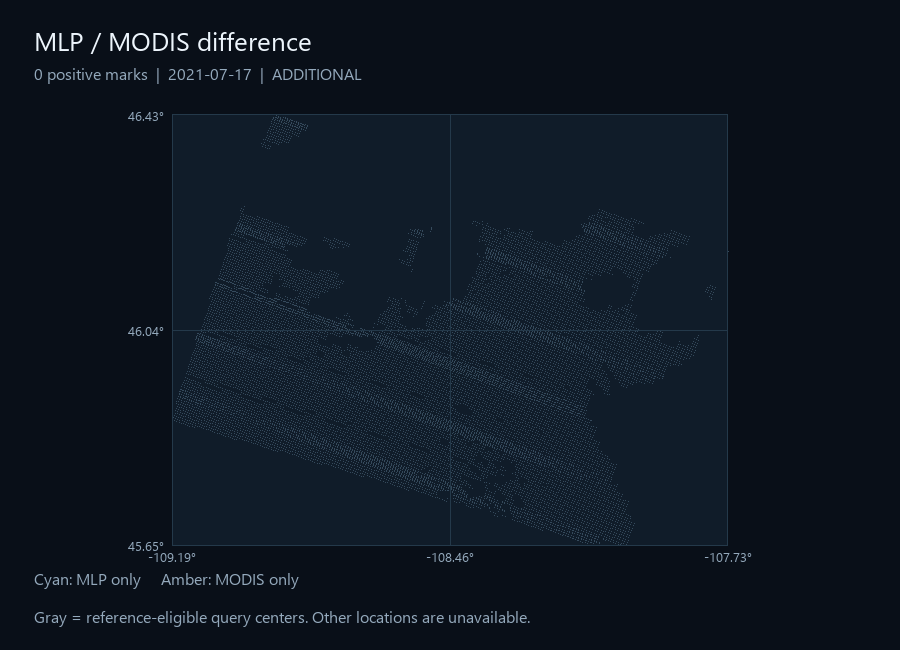 MLP / MODIS difference
0 positive marks | 2021-07-17 | ADDITIONAL
46.43°
46.04°
45.65°
-109.19° -108.46° -107.73°
Cyan: MLP only Amber: MODIS only
Gray = reference-eligible query centers. Other locations are unavailable.